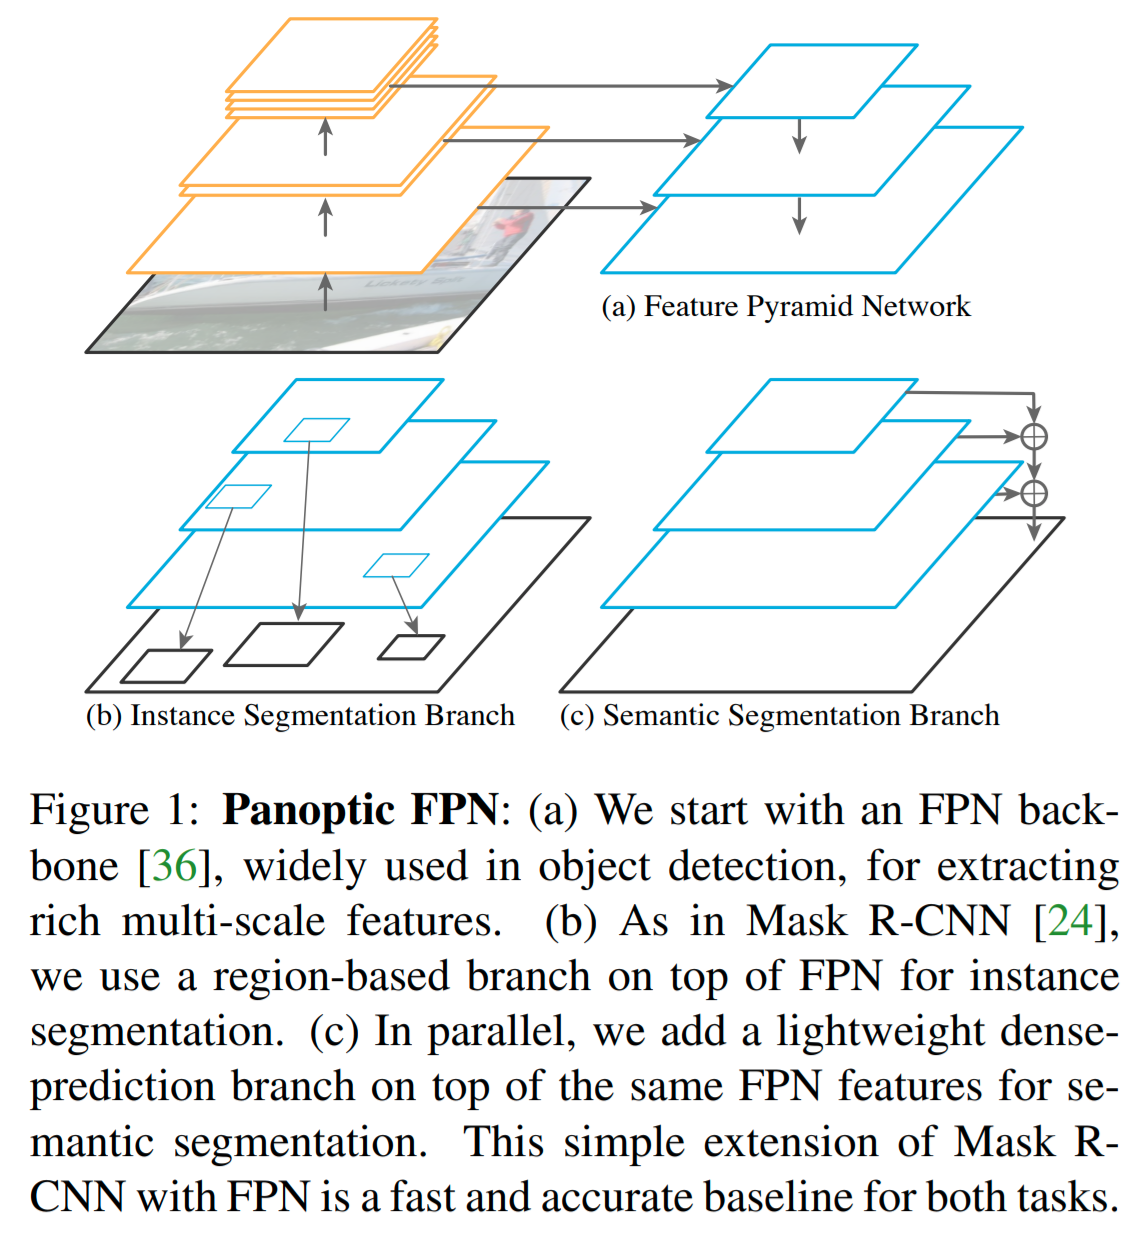 (a) Feature Pyramid Network
(b) Instance Segmentation Branch
(c) Semantic Segmentation Branch
Figure 1: Panoptic FPN: (a) We start with an FPN back-
bone [36], widely used in object detection, for extracting
rich multi-scale features. (b) As in Mask R-CNN [24],
we use a region-based branch on top of FPN for instance
segmentation. (c) In parallel, we add a lightweight dense-
prediction branch on top of the same FPN features for se-
mantic segmentation. This simple extension of Mask R-
CNN with FPN is a fast and accurate baseline for both tasks.